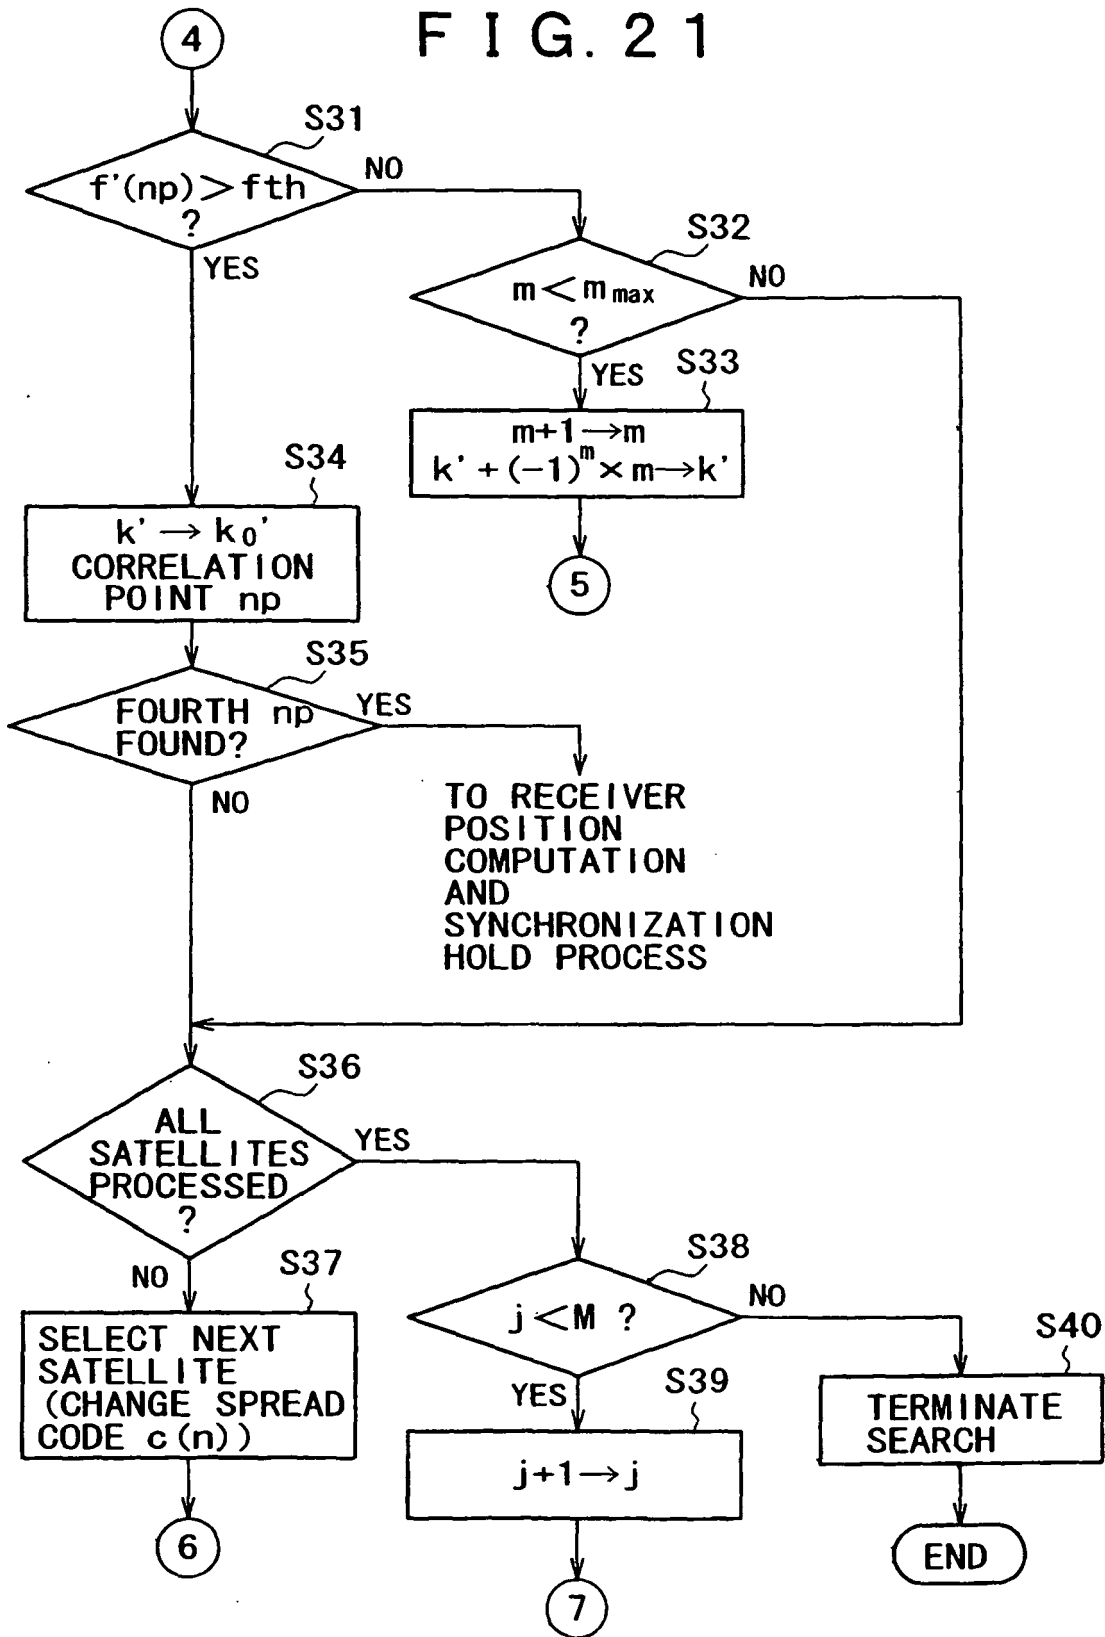 FIG. 21
4
S31
f'(np) > fth
?
NO
YES
S32
m < m max
?
NO
YES
S33
m+1 → m
k' + (-1)^m × m → k'
5
S34
k' → k0'
CORRELATION
POINT np
S35
FOURTH np
FOUND?
YES
NO
TO RECEIVER
POSITION
COMPUTATION
AND
SYNCHRONIZATION
HOLD PROCESS
S36
ALL
SATELLITES
PROCESSED
?
YES
NO
S37
SELECT NEXT
SATELLITE
(CHANGE SPREAD
CODE c(n))
6
S38
j < M ?
NO
YES
S39
j+1 → j
7
S40
TERMINATE
SEARCH
END